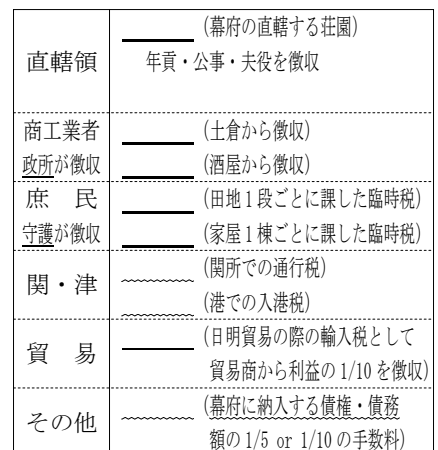 直轄領
(幕府の直轄する荘園)
年貢・公事・夫役を徴収
商工業者
政所が徴収
(土倉から徴収)
(酒屋から徴収)
庶　民
守護が徴収
(田地1段ごとに課した臨時税)
(家屋1棟ごとに課した臨時税)
関・津
(関所での通行税)
(港での入港税)
貿　易
(日明貿易の際の輸入税として
貿易商から利益の1/10を徴収)
その他
(幕府に納入する債権・債務
額の1/5 or 1/10の手数料)